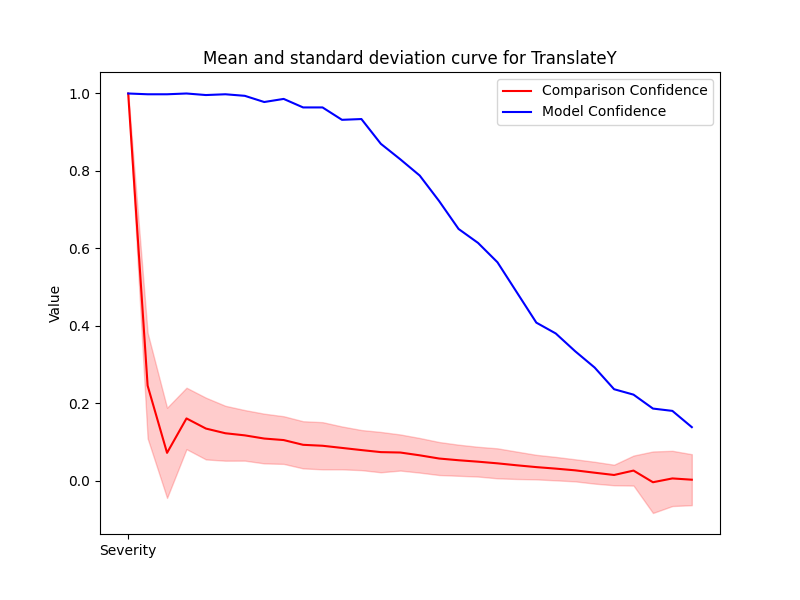 Mean and standard deviation curve for TranslateY
Comparison Confidence
Model Confidence
Value
1.0
0.8
0.6
0.4
0.2
0.0
Severity